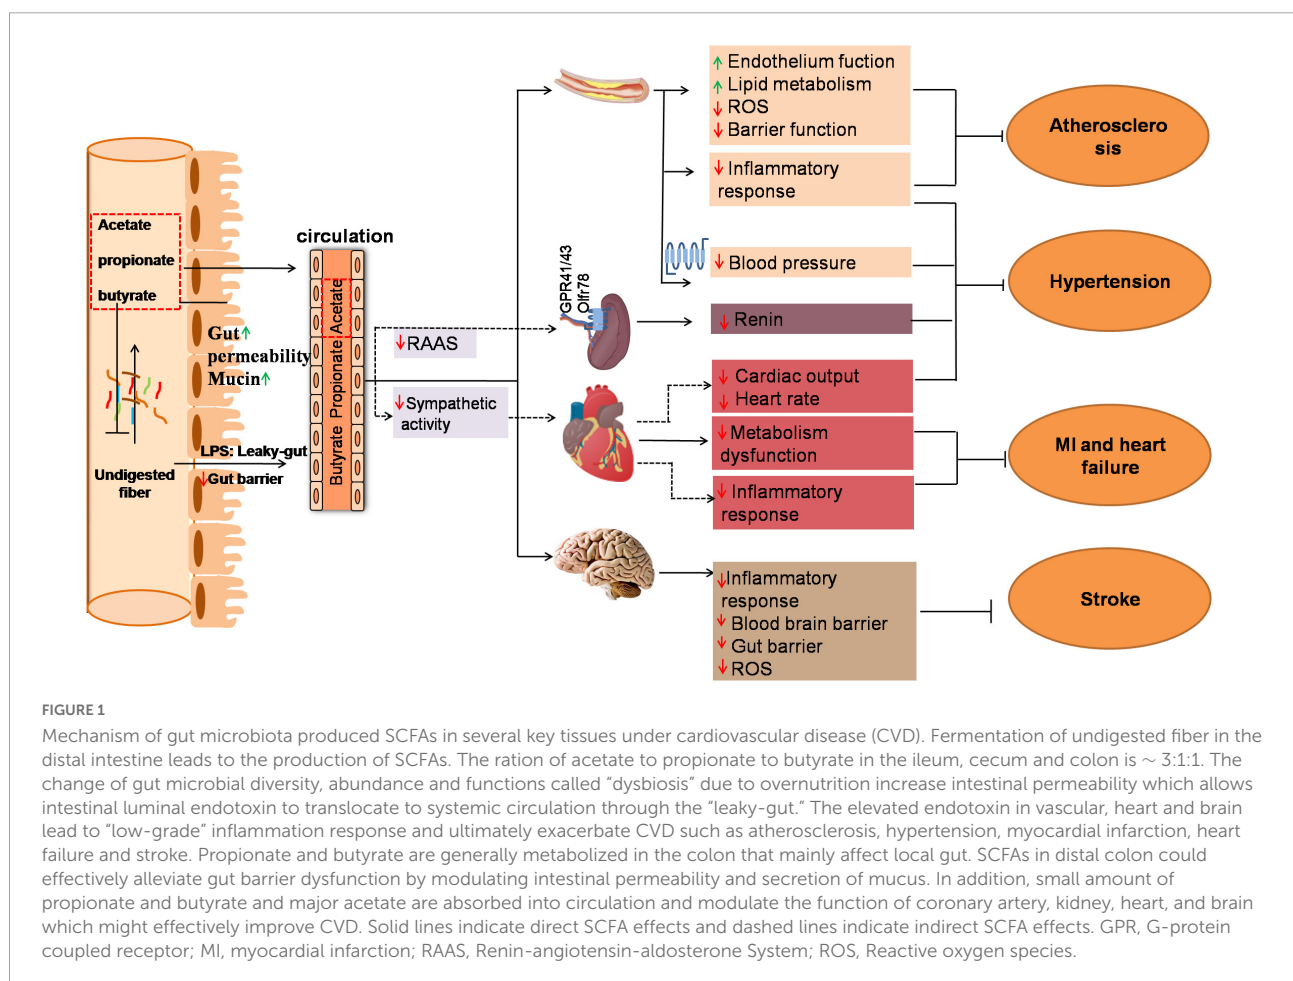 Acetate
propionate
butyrate
Gut↑
permeability
Mucin↑
LPS: Leaky-gut
↓Gut barrier
Undigested
fiber
circulation
Butyrate Propionate Acetate
↓RAAS
↓Sympathetic
activity
GPR41/43
Olfr78
↑ Endothelium fuction
↑ Lipid metabolism
↓ ROS
↓ Barrier function
↓ Inflammatory
response
↓ Blood pressure
↓ Renin
↓ Cardiac output
↓ Heart rate
↓ Metabolism
dysfunction
↓ Inflammatory
response
↓ Inflammatory
response
↓ Blood brain barrier
↓ Gut barrier
↓ ROS
Atherosclero
sis
Hypertension
MI and heart
failure
Stroke
FIGURE 1
Mechanism of gut microbiota produced SCFAs in several key tissues under cardiovascular disease (CVD). Fermentation of undigested fiber in the
distal intestine leads to the production of SCFAs. The ration of acetate to propionate to butyrate in the ileum, cecum and colon is ∼ 3:1:1. The
change of gut microbial diversity, abundance and functions called “dysbiosis” due to overnutrition increase intestinal permeability which allows
intestinal luminal endotoxin to translocate to systemic circulation through the “leaky-gut.” The elevated endotoxin in vascular, heart and brain
lead to “low-grade” inflammation response and ultimately exacerbate CVD such as atherosclerosis, hypertension, myocardial infarction, heart
failure and stroke. Propionate and butyrate are generally metabolized in the colon that mainly affect local gut. SCFAs in distal colon could
effectively alleviate gut barrier dysfunction by modulating intestinal permeability and secretion of mucus. In addition, small amount of
propionate and butyrate and major acetate are absorbed into circulation and modulate the function of coronary artery, kidney, heart, and brain
which might effectively improve CVD. Solid lines indicate direct SCFA effects and dashed lines indicate indirect SCFA effects. GPR, G-protein
coupled receptor; MI, myocardial infarction; RAAS, Renin-angiotensin-aldosterone System; ROS, Reactive oxygen species.